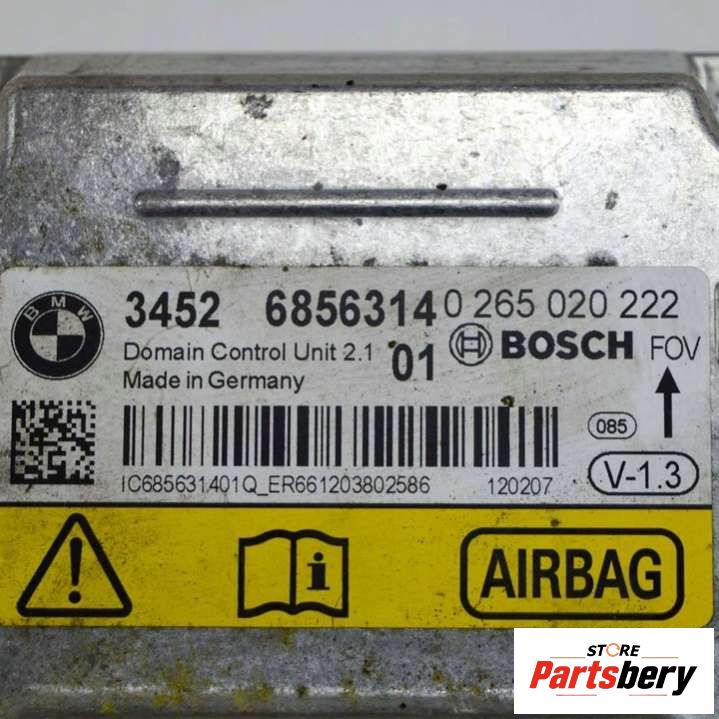 BMW
3452 6856314 0 265 020 222
Domain Control Unit 2.1 01 BOSCH FOV
Made in Germany
085
IC685631401Q_ER661203802586 120207 V-1.3
i AIRBAG
STORE
Partsbery